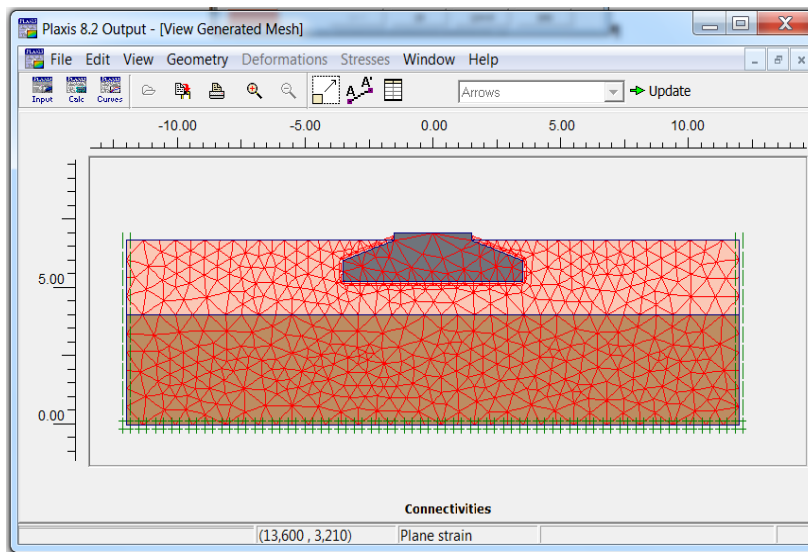 Plaxis 8.2 Output - [View Generated Mesh]
File Edit View Geometry Deformations Stresses Window Help
Input Calc Curves A A' Arrows Update
-10.00 -5.00 0.00 5.00 10.00
5.00
0.00
Connectivities
(13,600 , 3,210) Plane strain